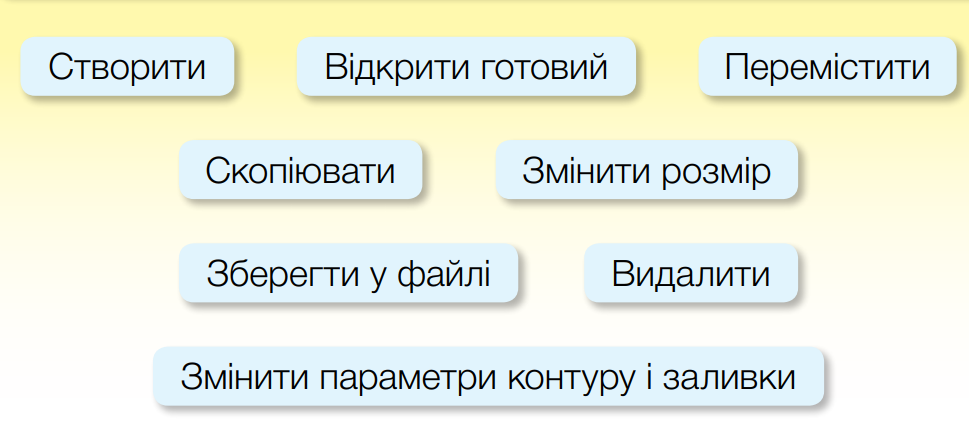 Створити Відкрити готовий Перемістити
Скопіювати Змінити розмір
Зберегти у файлі Видалити
Змінити параметри контуру і заливки